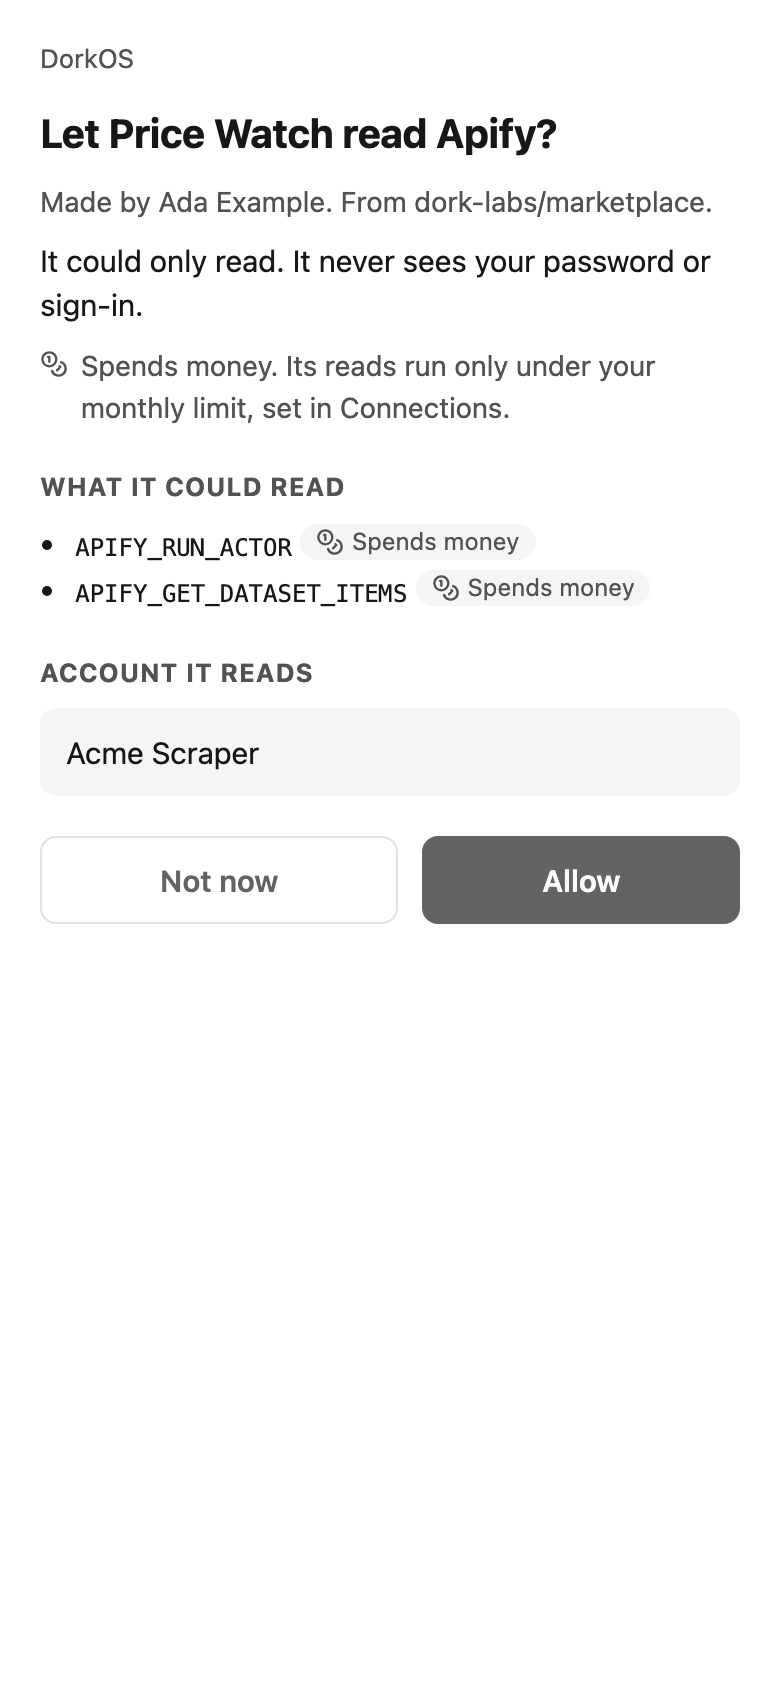 DorkOS
Let Price Watch read Apify?
Made by Ada Example. From dork-labs/marketplace.
It could only read. It never sees your password or
sign-in.
Spends money. Its reads run only under your
monthly limit, set in Connections.
WHAT IT COULD READ
• APIFY_RUN_ACTOR Spends money
• APIFY_GET_DATASET_ITEMS Spends money
ACCOUNT IT READS
Acme Scraper
Not now Allow